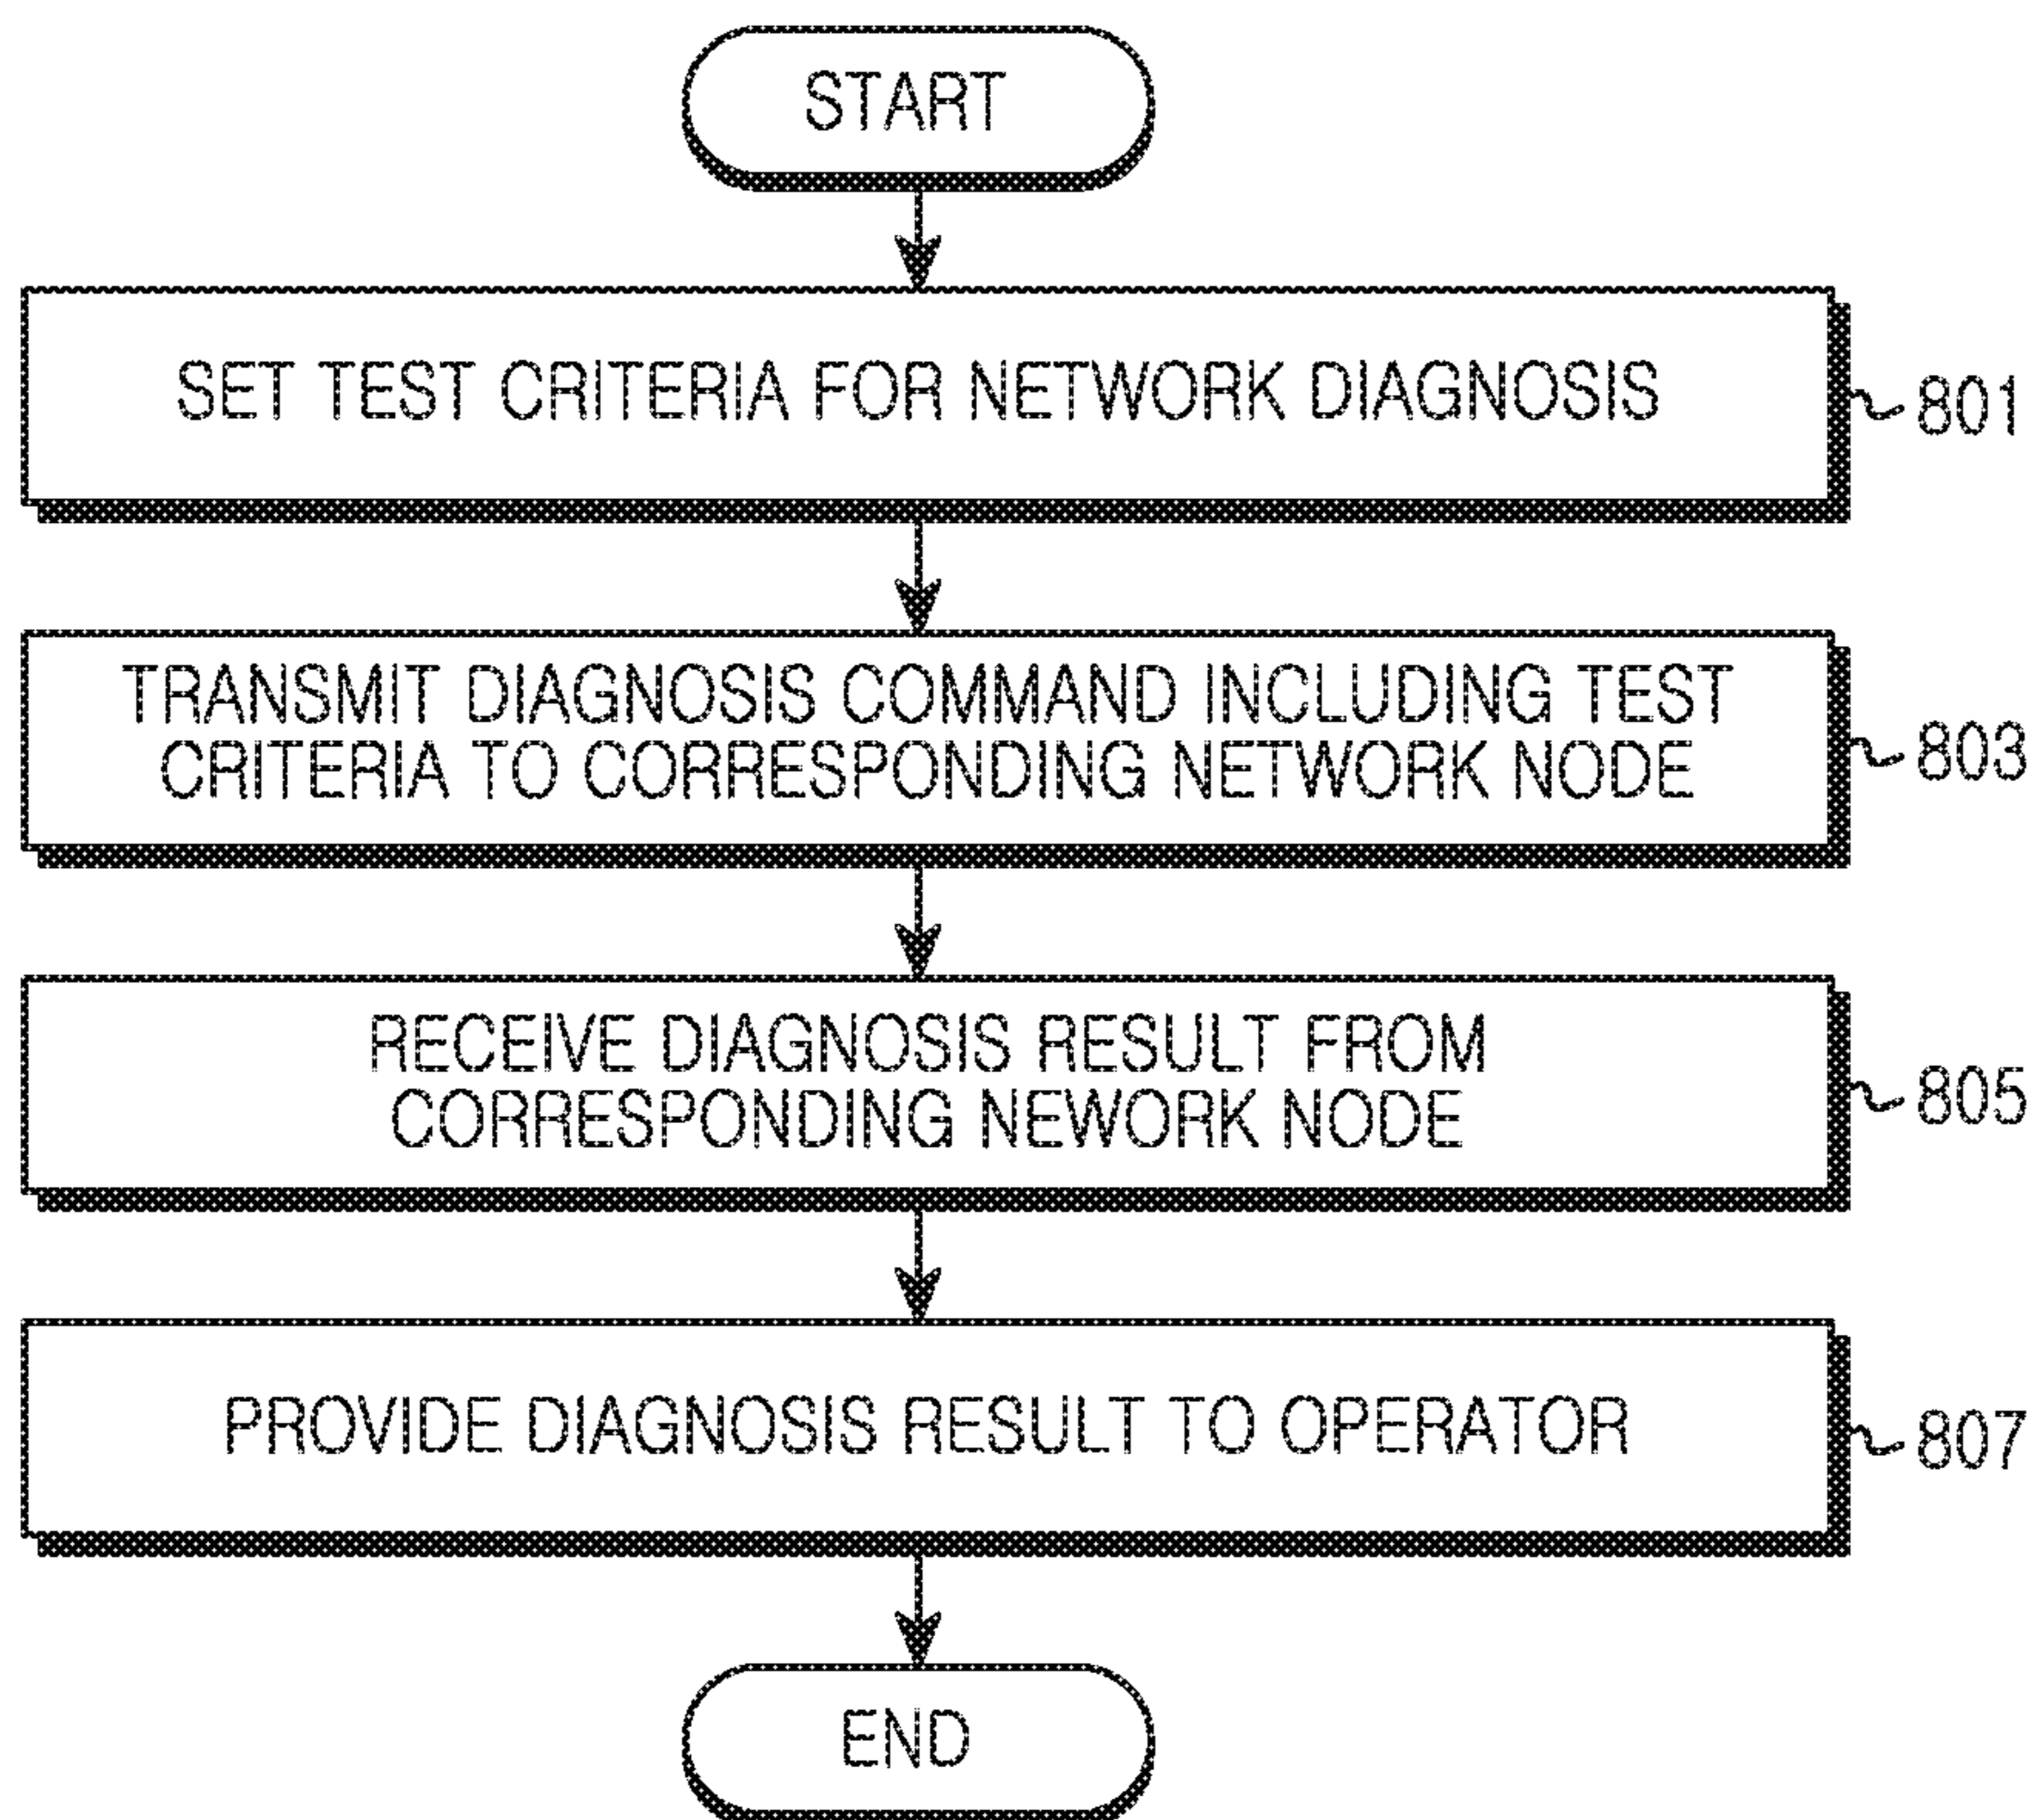 START
SET TEST CRITERIA FOR NETWORK DIAGNOSIS
801
TRANSMIT DIAGNOSIS COMMAND INCLUDING TEST
CRITERIA TO CORRESPONDING NETWORK NODE
803
RECEIVE DIAGNOSIS RESULT FROM
CORRESPONDING NEWORK NODE
805
PROVIDE DIAGNOSIS RESULT TO OPERATOR
807
END